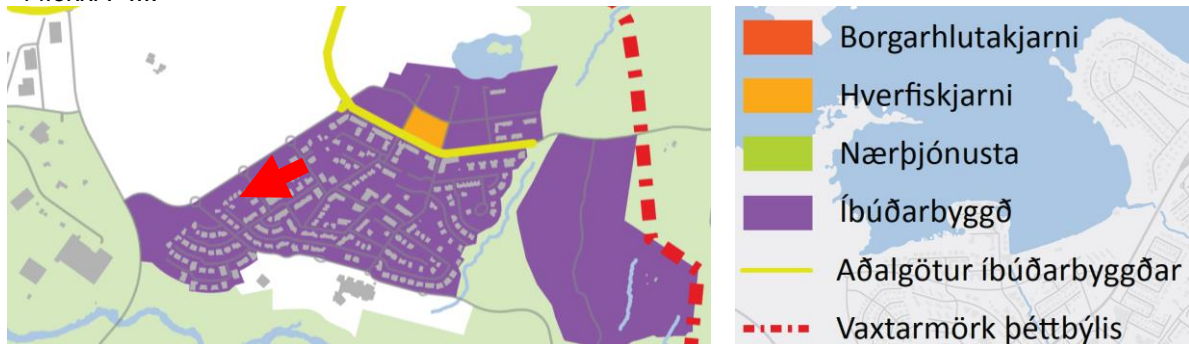 Borgarhlutakjarni
Hverfiskjarni
Nærþjónusta
Íbúðarbyggð
Aðalgötur íbúðarbyggðar
Vaxtarmörk þéttbýlis